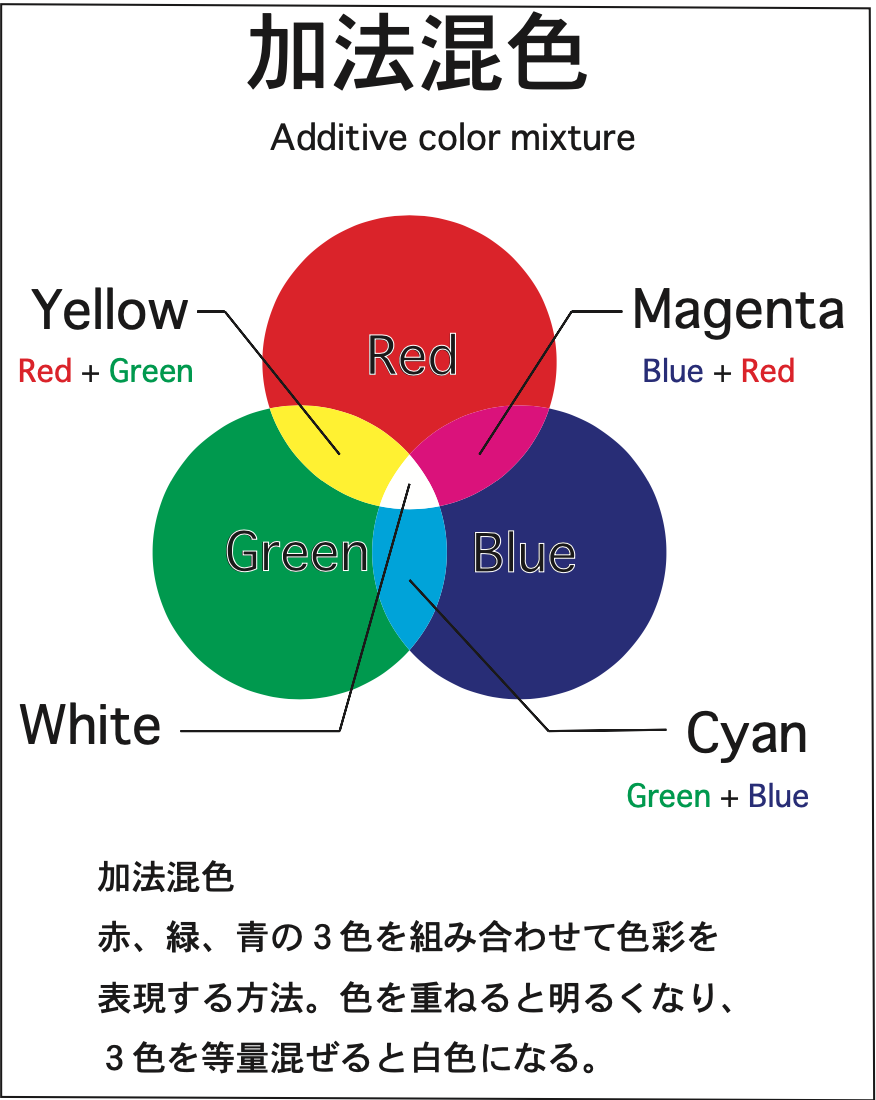 加法混色
Additive color mixture
Yellow
Red + Green
Magenta
Blue + Red
Red
Green
Blue
White
Cyan
Green + Blue
加法混色
赤、緑、青の３色を組み合わせて色彩を
表現する方法。色を重ねると明るくなり、
３色を等量混ぜると白色になる。